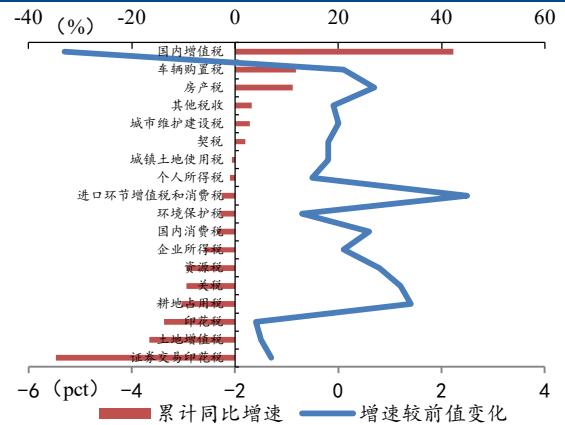 -40 -20 0 20 40 60
（%）
国内增值税
车辆购置税
房产税
其他税收
城市维护建设税
契税
城镇土地使用税
个人所得税
进口环节增值税和消费税
环境保护税
国内消费税
企业所得税
资源税
关税
耕地占用税
印花税
土地增值税
证券交易印花税
-6 -4 -2 0 2 4
（pct）
累计同比增速 增速较前值变化